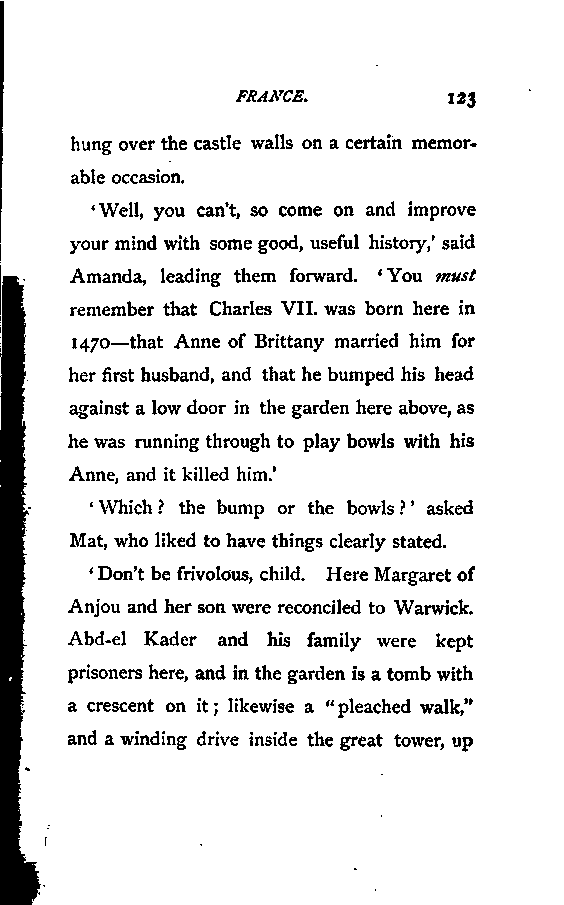 FRANCE. 123
hung over the castle walls on a certain memor-
able occasion.
'Well, you can't, so come on and improve
your mind with some good, useful history,' said
Amanda, leading them forward. 'You must
remember that Charles VII. was born here in
1470—that Anne of Brittany married him for
her first husband, and that he bumped his head
against a low door in the garden here above, as
he was running through to play bowls with his
Anne, and it killed him.'
'Which? the bump or the bowls?' asked
Mat, who liked to have things clearly stated.
'Don't be frivolous, child. Here Margaret of
Anjou and her son were reconciled to Warwick.
Abd-el Kader and his family were kept
prisoners here, and in the garden is a tomb with
a crescent on it; likewise a "pleached walk,"
and a winding drive inside the great tower, up